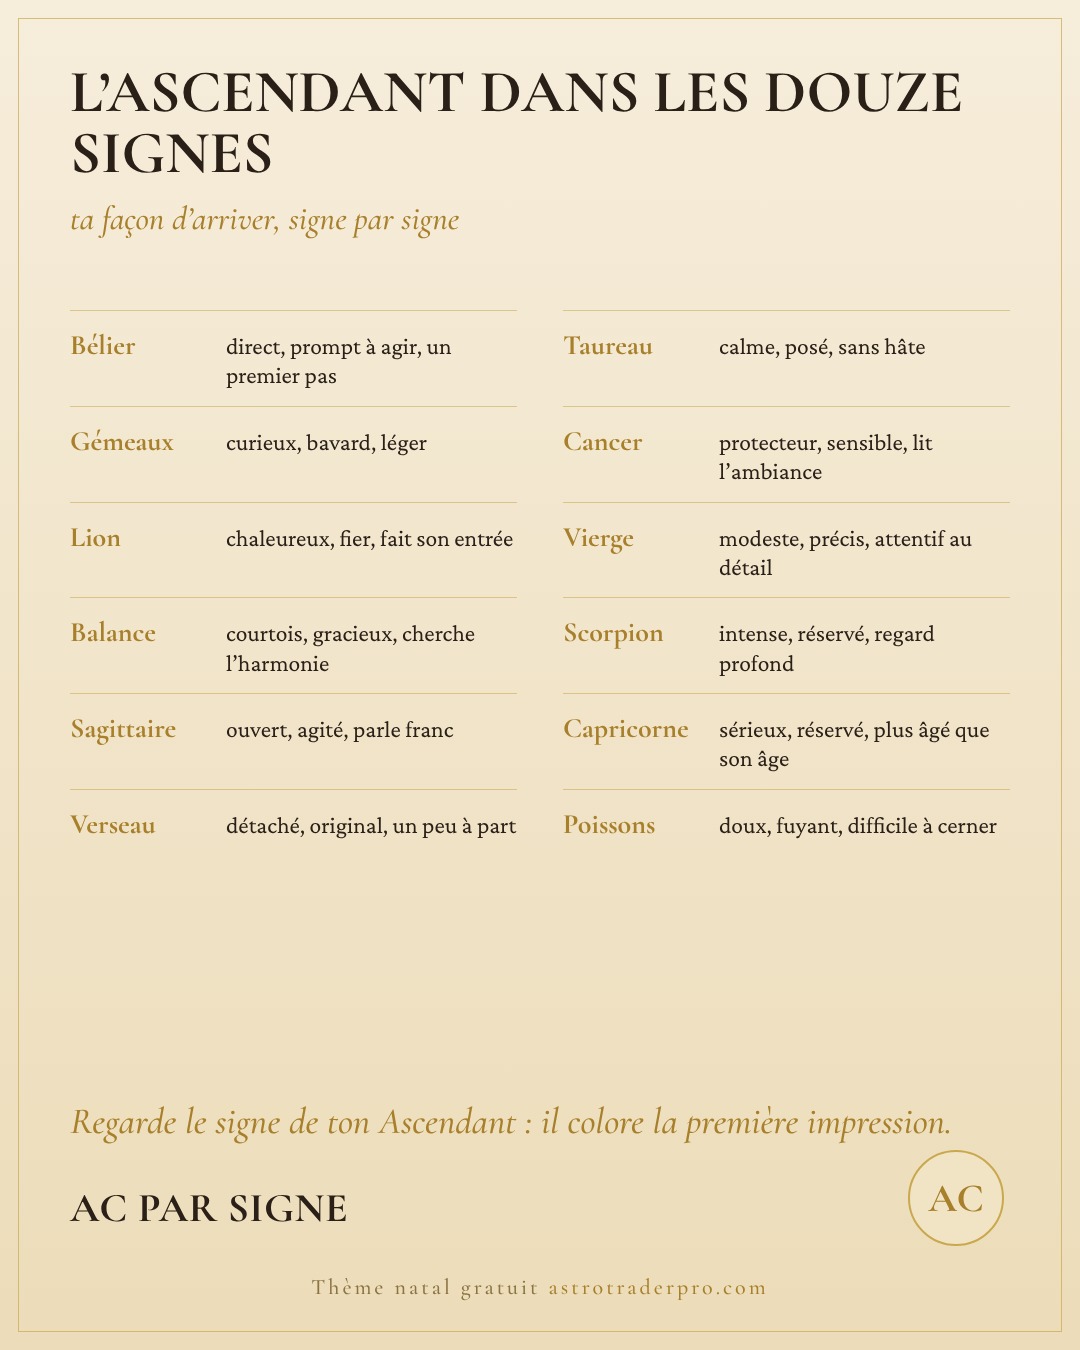 L’ASCENDANT DANS LES DOUZE
SIGNES
ta façon d’arriver, signe par signe
Bélier
direct, prompt à agir, un
premier pas
Taureau
calme, posé, sans hâte
Gémeaux
curieux, bavard, léger
Cancer
protecteur, sensible, lit
l’ambiance
Lion
chaleureux, fier, fait son entrée
Vierge
modeste, précis, attentif au
détail
Balance
courtois, gracieux, cherche
l’harmonie
Scorpion
intense, réservé, regard
profond
Sagittaire
ouvert, agité, parle franc
Capricorne
sérieux, réservé, plus âgé que
son âge
Verseau
détaché, original, un peu à part
Poissons
doux, fuyant, difficile à cerner
Regarde le signe de ton Ascendant : il colore la première impression.
AC PAR SIGNE
AC
Thème natal gratuit astrotraderpro.com